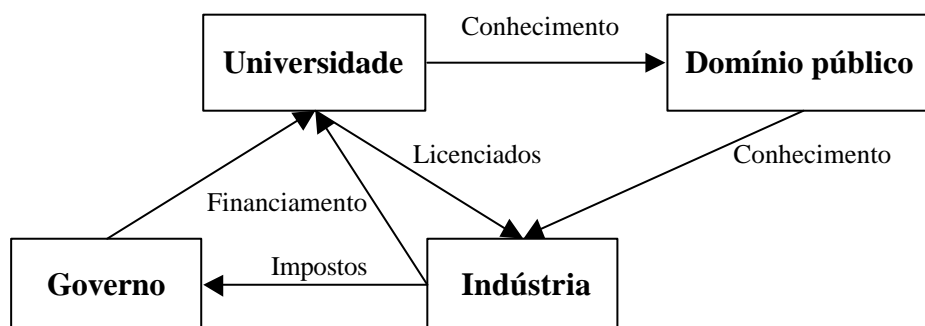 Conhecimento
Universidade
Domínio público
Licenciados
Conhecimento
Financiamento
Impostos
Governo
Indústria